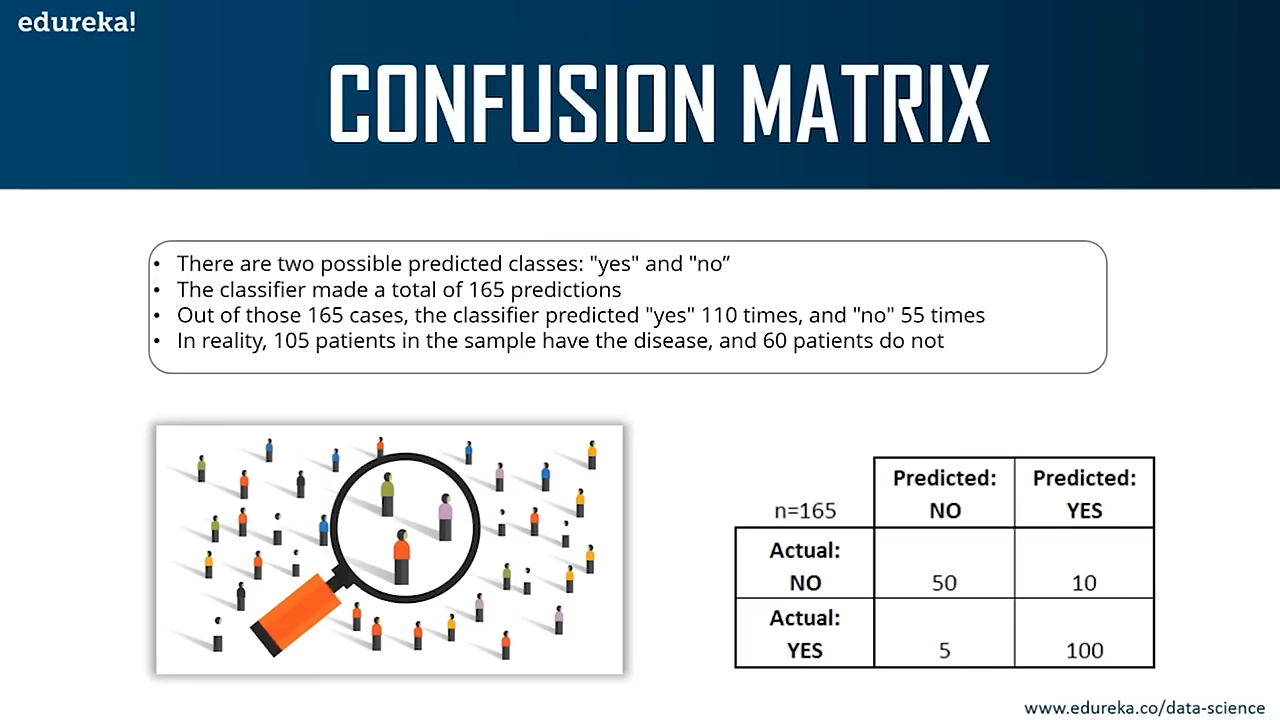 edureka!
CONFUSION MATRIX
• There are two possible predicted classes: "yes" and "no”
• The classifier made a total of 165 predictions
• Out of those 165 cases, the classifier predicted "yes" 110 times, and "no" 55 times
• In reality, 105 patients in the sample have the disease, and 60 patients do not
n=165 Predicted: NO Predicted: YES
Actual: NO 50 10
Actual: YES 5 100
www.edureka.co/data-science